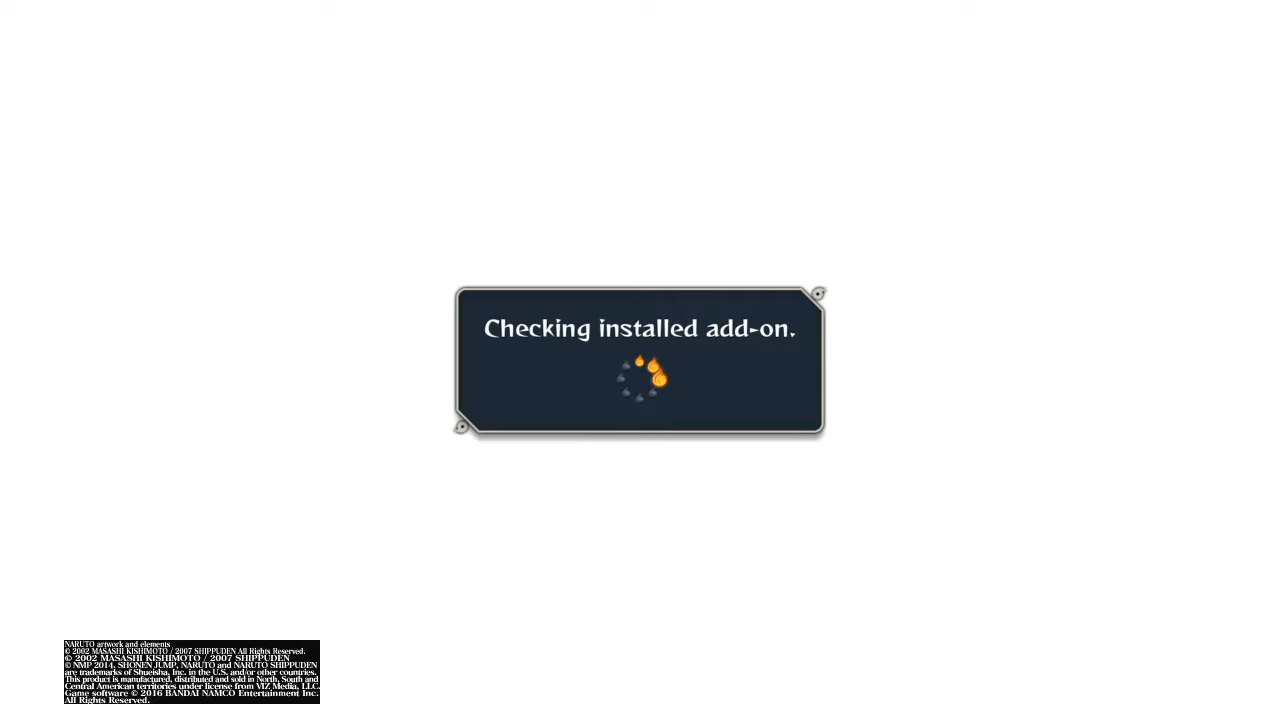 Checking installed add-on.
NARUTO artwork and elements
© 2002 MASASHI KISHIMOTO / 2007 SHIPPUDEN All Rights Reserved.
© 2002 MASASHI KISHIMOTO / 2007 SHIPPUDEN
© NMP 2014, SHONEN JUMP, NARUTO and NARUTO SHIPPUDEN
are trademarks of Shueisha, Inc. in the U.S. and/or other countries.
This product is manufactured, distributed and sold in North, South and
Central American territories under license from VIZ Media, LLC.
Game software © 2016 BANDAI NAMCO Entertainment Inc.
All Rights Reserved.